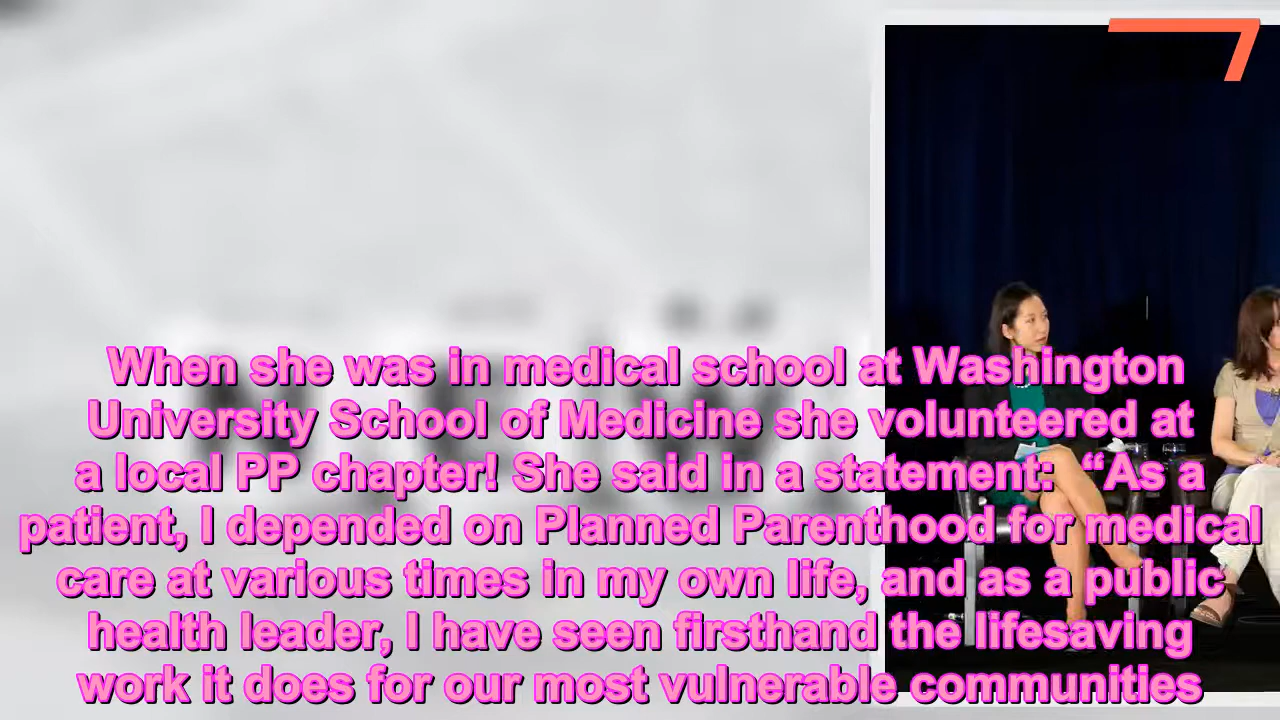 When she was in medical school at Washington
University School of Medicine she volunteered at
a local PP chapter! She said in a statement:  “As a
patient, I depended on Planned Parenthood for medical
care at various times in my own life, and as a public
health leader, I have seen firsthand the lifesaving
work it does for our most vulnerable communities